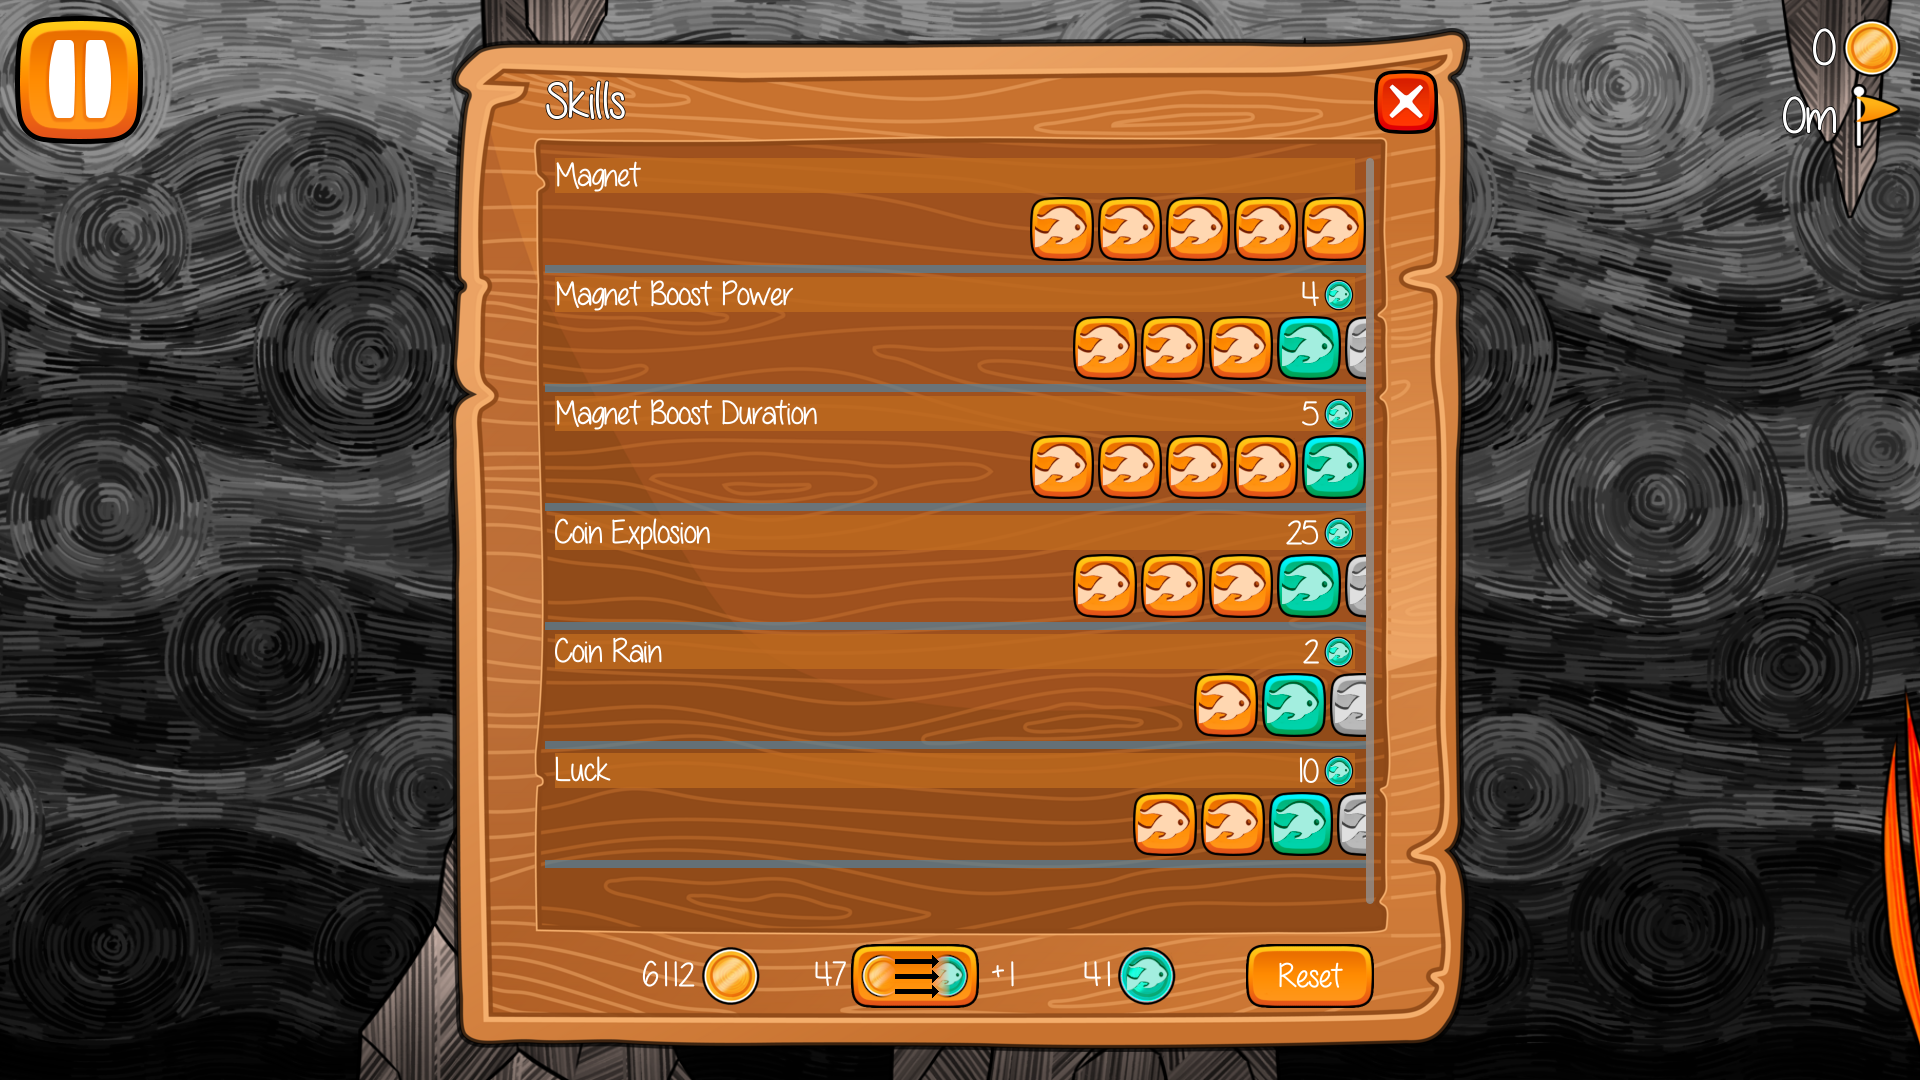 0
0m
Skills
Magnet
Magnet Boost Power 4
Magnet Boost Duration 5
Coin Explosion 25
Coin Rain 2
Luck 10
6112 47 +1 41 Reset